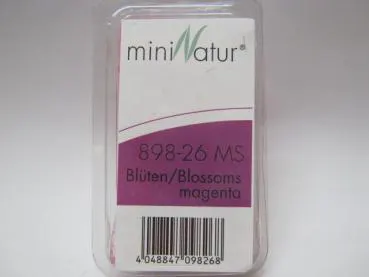 miniNatur®
898-26 MS
Blüten/Blossoms
magenta
4 048847 098268